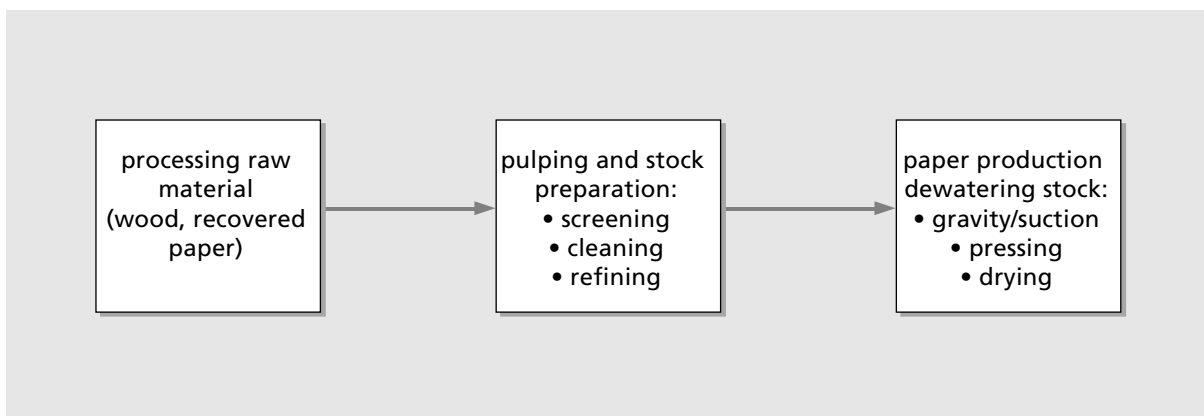 processing raw
material
(wood, recovered
paper)
pulping and stock
preparation:
• screening
• cleaning
• refining
paper production
dewatering stock:
• gravity/suction
• pressing
• drying